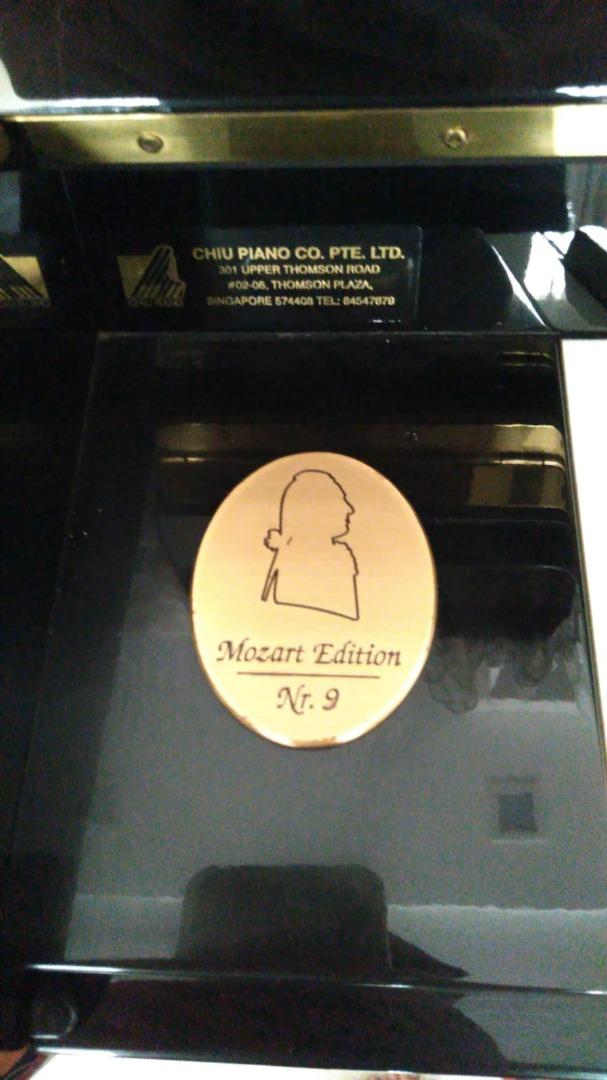 CHIU PIANO CO. PTE. LTD.
301 UPPER THOMSON ROAD
#02-06, THOMSON PLAZA,
SINGAPORE 574408 TEL: 64547879
Mozart Edition
Nr. 9